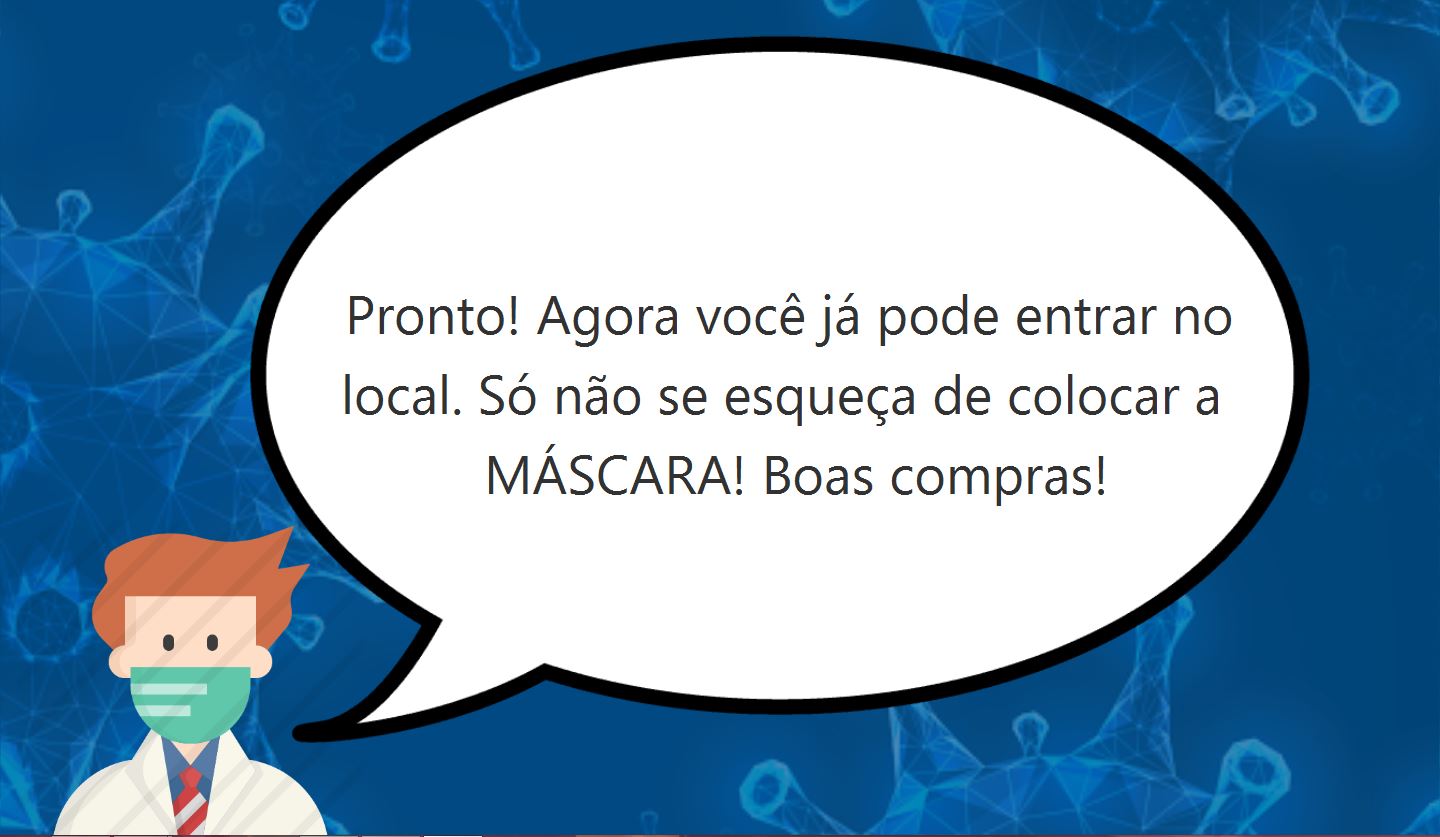 Pronto! Agora você já pode entrar no
local. Só não se esqueça de colocar a
MÁSCARA! Boas compras!